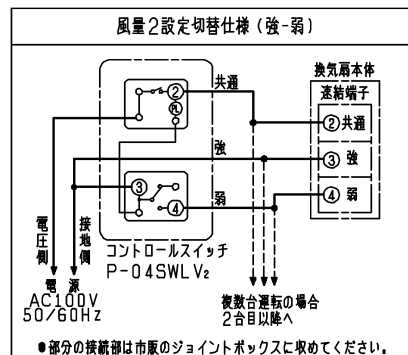 風量2設定切替仕様(強-弱)
換気扇本体
速結端子
共通
②
PL
②共通
強
③
③ 強
弱
④
④ 弱
電圧側
接地側
コントロールスイッチ
P-04SWLV₂
電 源
AC100V
50/60Hz
複数台運転の場合
2台目以降へ
●部分の接続部は市販のジョイントボックスに収めてください。